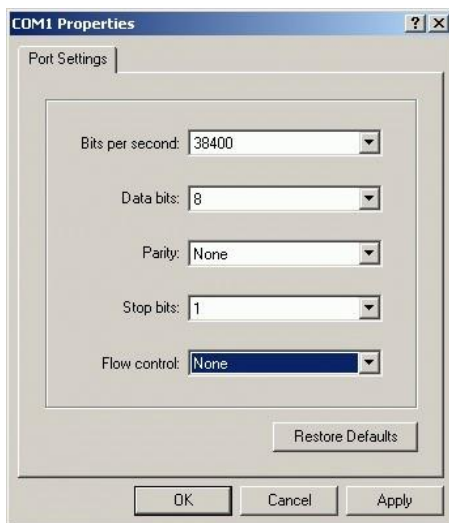 COM1 Properties
Port Settings
Bits per second: 38400
Data bits: 8
Parity: None
Stop bits: 1
Flow control: None
Restore Defaults
OK Cancel Apply